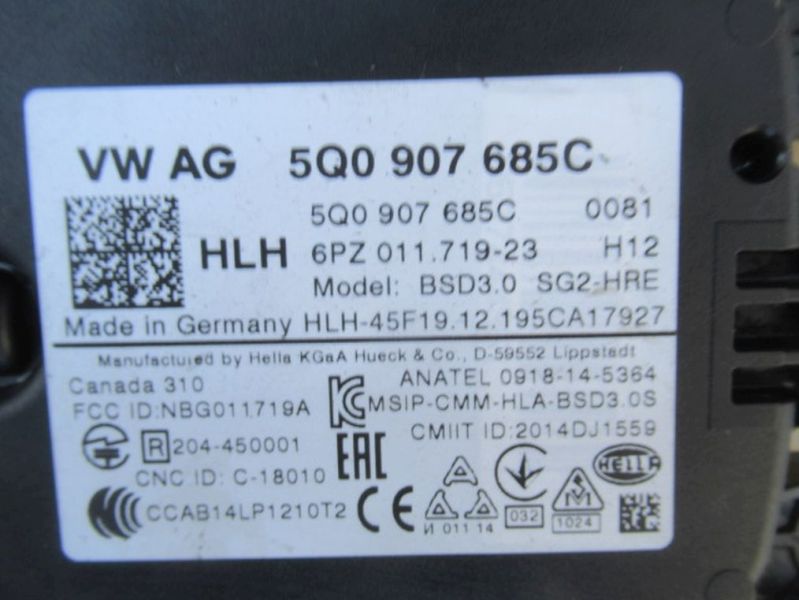 VW AG 5Q0 907 685C
5Q0 907 685C 0081
HLH 6PZ 011.719-23 H12
Model: BSD3.0 SG2-HRE
Made in Germany HLH-45F19.12.195CA17927
Manufactured by Hella KGaA Hueck & Co., D-59552 Lippstadt
Canada 310
ANATEL 0918-14-5364
FCC ID:NBG011719A
MSIP-CMM-HLA-BSD3.0S
R 204-450001
CMIIT ID:2014DJ1559
EAC
CNC ID: C-18010
HELLA
CCAB14LP1210T2
CE
И 011 14
032
1024